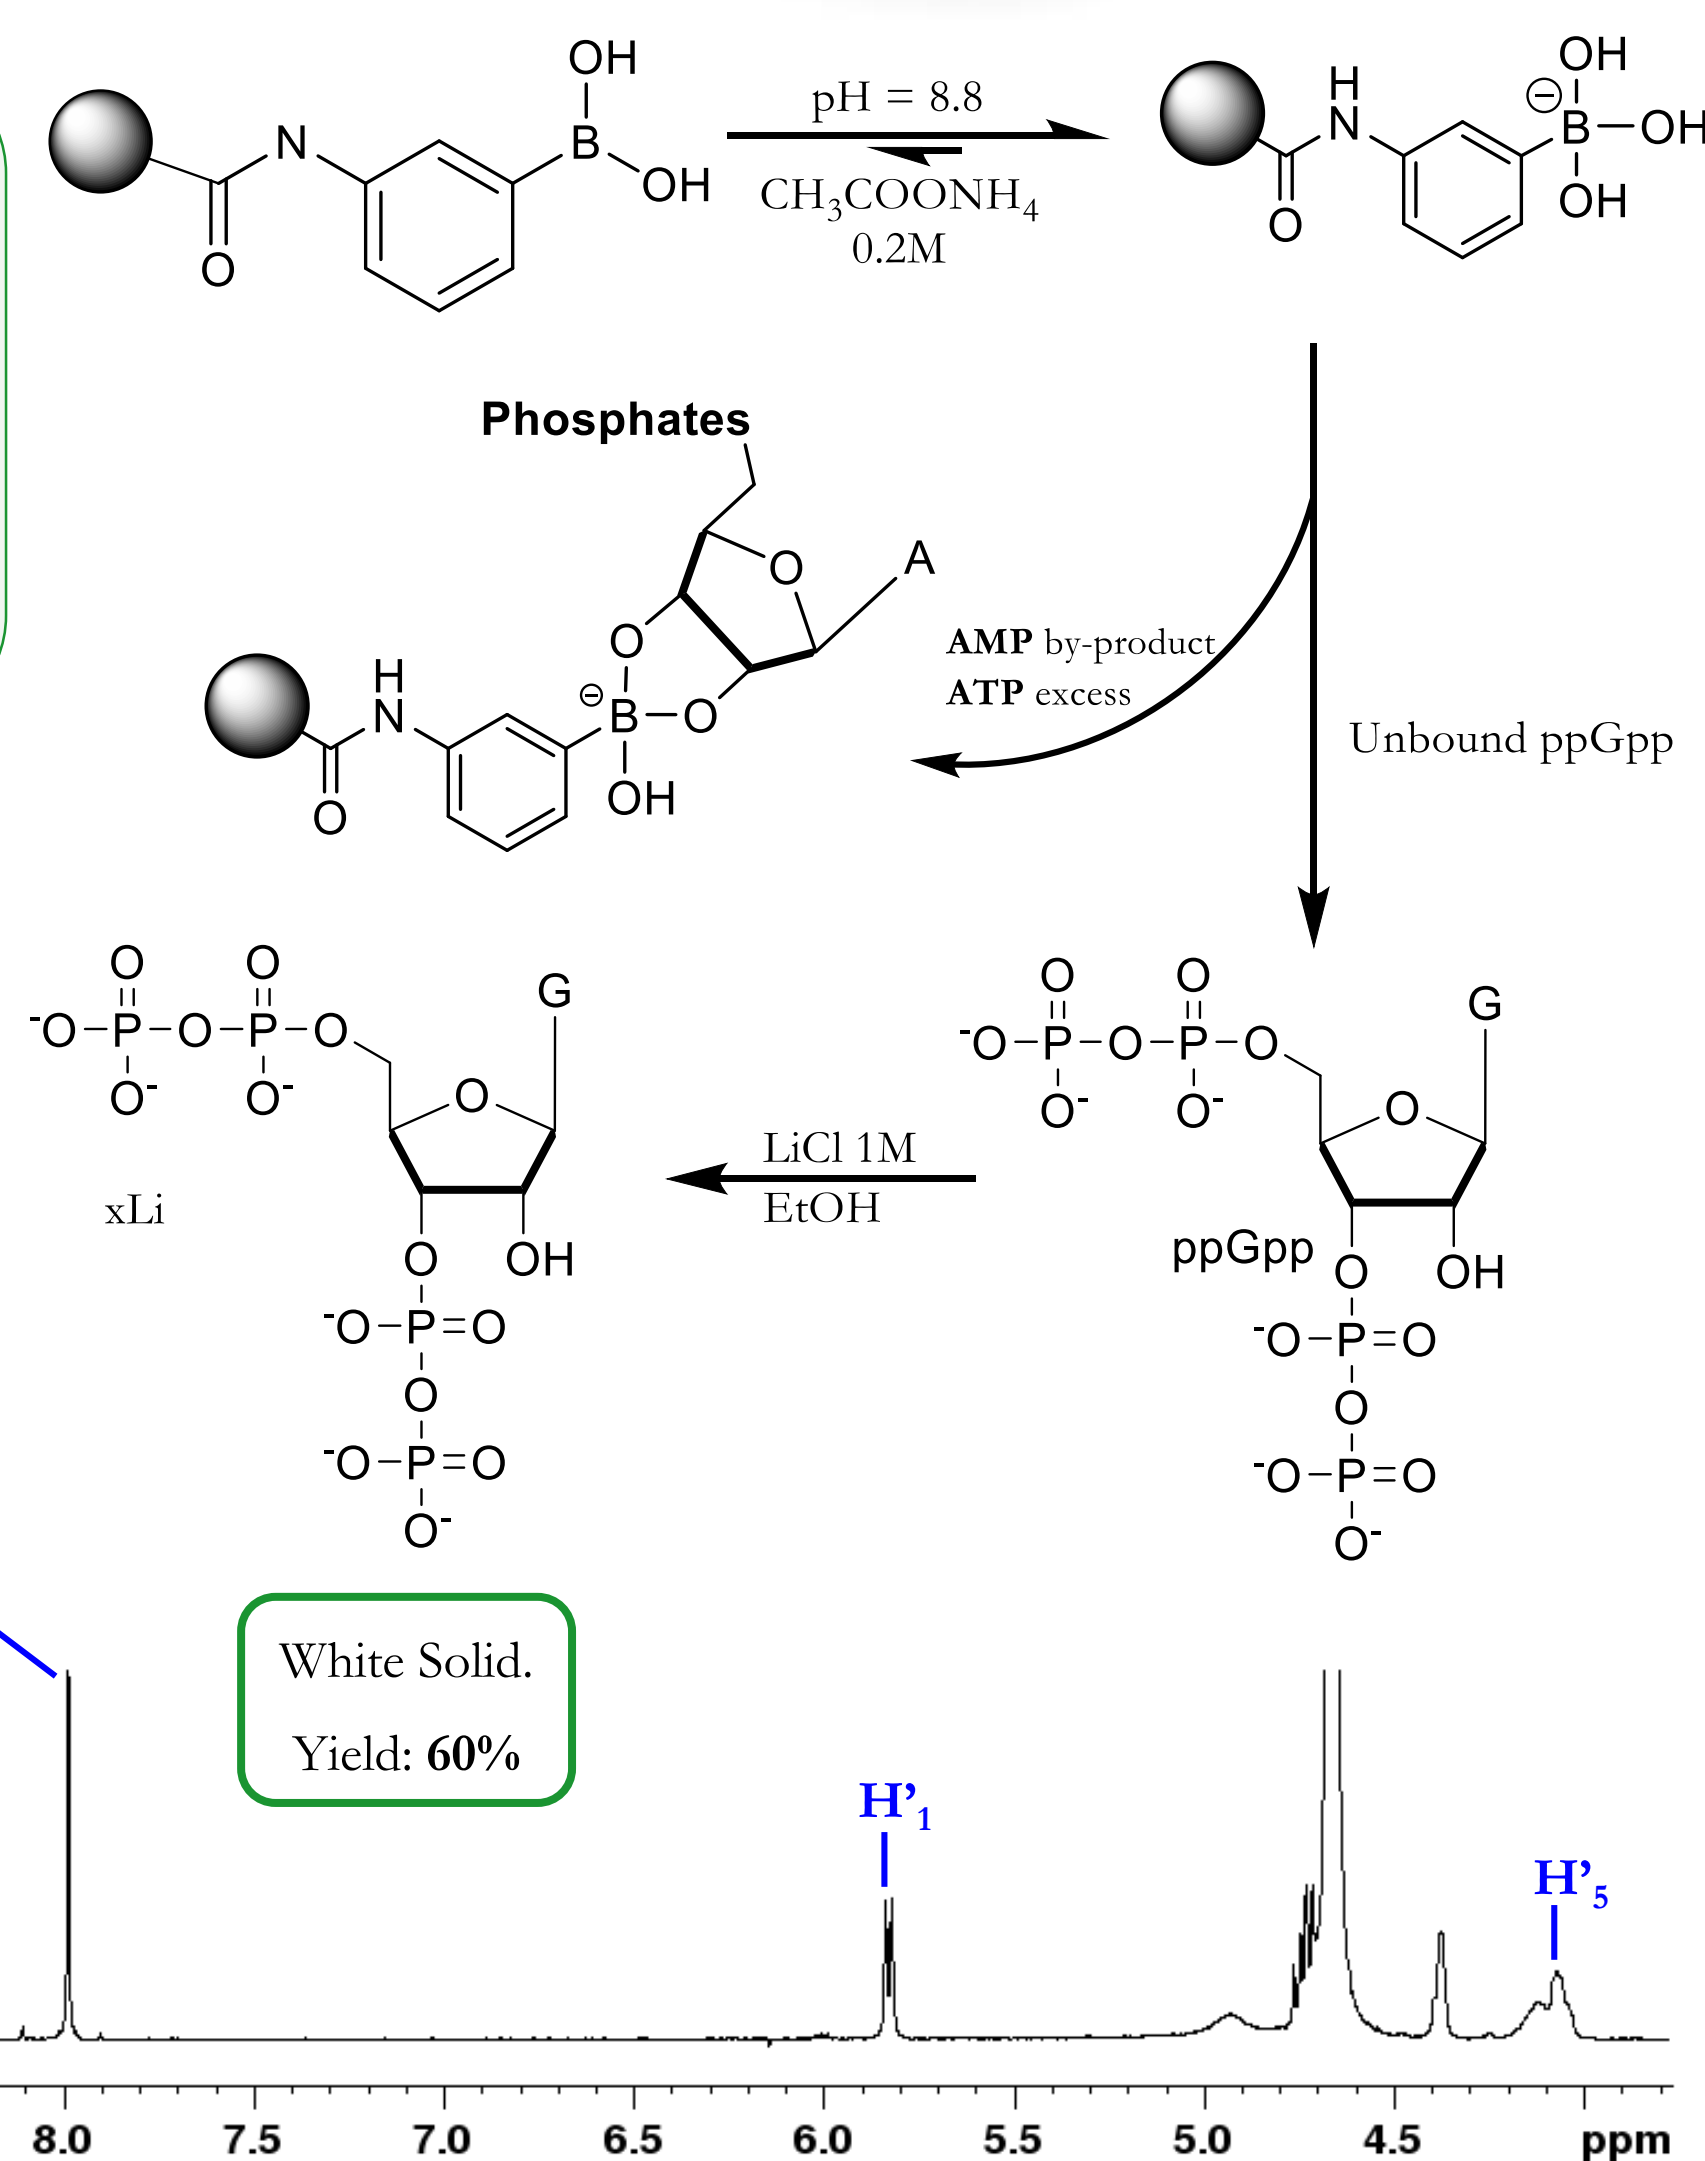 OH
B
OH
N
O
pH = 8.8
CH₃COONH₄
0.2M
H
N
O
⊖
OH
B
OH
OH
Phosphates
O
A
O
H
N
⊖
B
O
OH
O
AMP by-product
ATP excess
Unbound ppGpp
O O
G
⁻O P O P O
O⁻ O⁻
O
xLi
O OH
⁻O P O
O
⁻O P O
O⁻
LiCl 1M
EtOH
O O
G
⁻O P O P O
O⁻ O⁻
O
ppGpp
O OH
⁻O P O
O
⁻O P O
O⁻
White Solid.
Yield: 60%
H'₁
H'₅
8.0 7.5 7.0 6.5 6.0 5.5 5.0 4.5 ppm